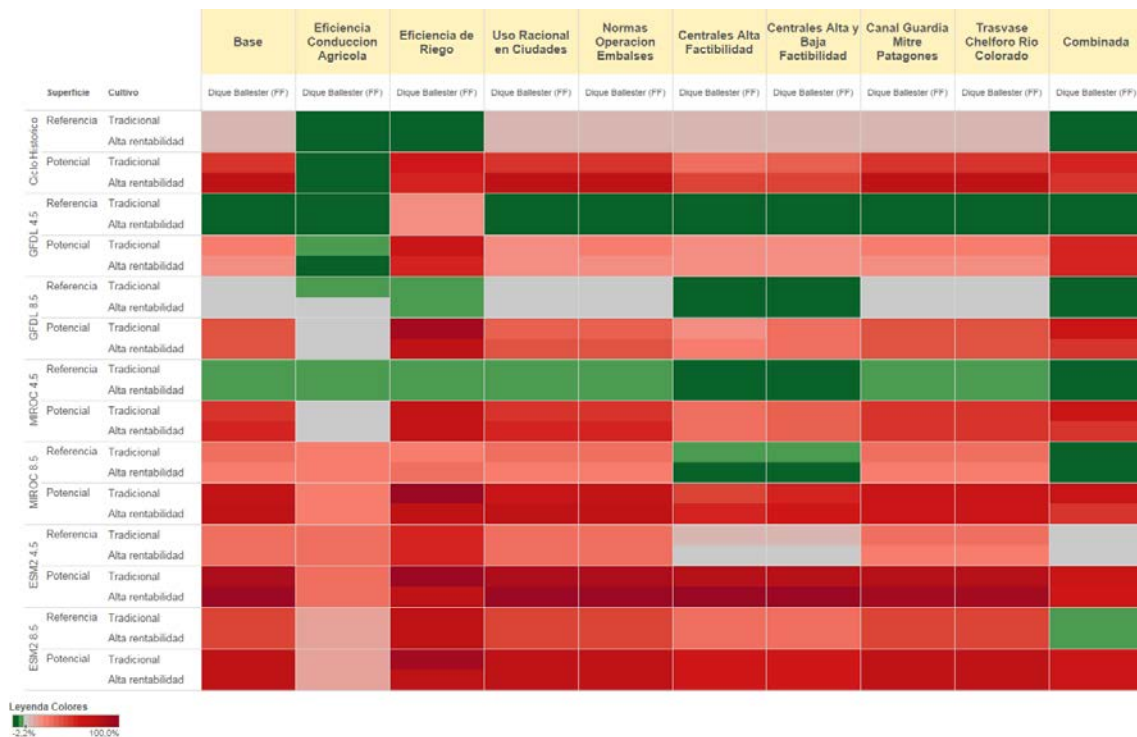 Base
Eficiencia Conduccion Agricola
Eficiencia de Riego
Uso Racional en Ciudades
Normas Operacion Embalses
Centrales Alta Factibilidad
Centrales Alta y Baja Factibilidad
Canal Guardia Mitre Patagones
Trasvase Chelforo Rio Colorado
Combinada
Superficie Cultivo Dique Ballester (FF) Dique Ballester (FF) Dique Ballester (FF) Dique Ballester (FF) Dique Ballester (FF) Dique Ballester (FF) Dique Ballester (FF) Dique Ballester (FF) Dique Ballester (FF) Dique Ballester (FF)
Ciclo Historico
Referencia Tradicional
Alta rentabilidad
Potencial Tradicional
Alta rentabilidad
GFDL 4.5
Referencia Tradicional
Alta rentabilidad
Potencial Tradicional
Alta rentabilidad
GFDL 8.5
Referencia Tradicional
Alta rentabilidad
Potencial Tradicional
Alta rentabilidad
MIROC 4.5
Referencia Tradicional
Alta rentabilidad
Potencial Tradicional
Alta rentabilidad
MIROC 8.5
Referencia Tradicional
Alta rentabilidad
Potencial Tradicional
Alta rentabilidad
ESM2 4.5
Referencia Tradicional
Alta rentabilidad
Potencial Tradicional
Alta rentabilidad
ESM2 8.5
Referencia Tradicional
Alta rentabilidad
Potencial Tradicional
Alta rentabilidad
Leyenda Colores
-2,2% 100,0%